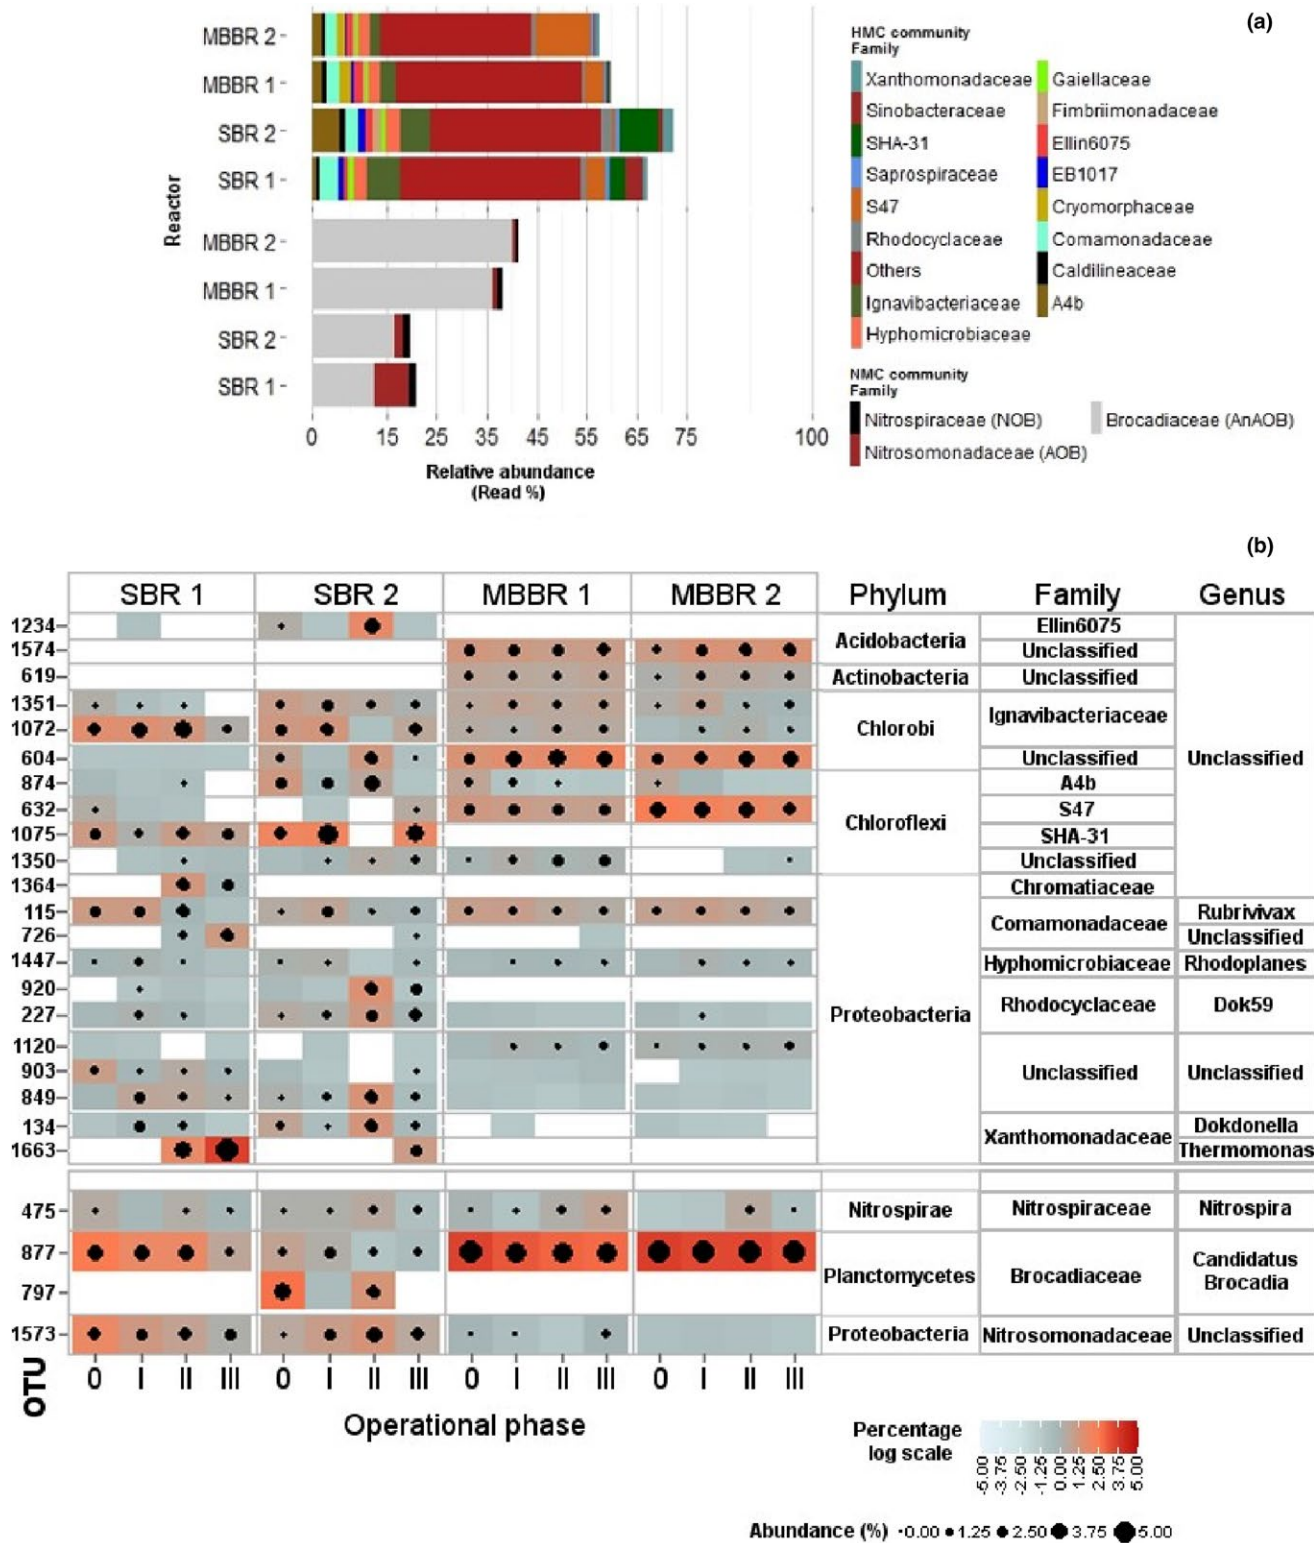 (a)
MBBR 2
MBBR 1
SBR 2
SBR 1
MBBR 2
MBBR 1
SBR 2
SBR 1
Reactor
0 15 25 35 45 55 65 75 100
Relative abundance
(Read %)
HMC community
Family
Xanthomonadaceae Gaiellaceae
Sinobacteraceae Fimbriimonadaceae
SHA-31 Ellin6075
Saprospiraceae EB1017
S47 Cryomorphaceae
Rhodocyclaceae Comamonadaceae
Others Caldilineaceae
Ignavibacteriaceae A4b
Hyphomicrobiaceae
NMC community
Family
Nitrospiraceae (NOB) Brocadiaceae (AnAOB)
Nitrosomonadaceae (AOB)
(b)
SBR 1 SBR 2 MBBR 1 MBBR 2 Phylum Family Genus
1234
1574
619
1351
1072
604
874
632
1075
1350
1364
115
726
1447
920
227
1120
903
849
134
1663
475
877
797
1573
OTU
Acidobacteria
Actinobacteria
Chlorobi
Chloroflexi
Proteobacteria
Nitrospirae
Planctomycetes
Proteobacteria
Ellin6075
Unclassified
Unclassified
Ignavibacteriaceae
Unclassified
A4b
S47
SHA-31
Unclassified
Chromatiaceae
Comamonadaceae
Hyphomicrobiaceae
Rhodocyclaceae
Unclassified
Xanthomonadaceae
Nitrospiraceae
Brocadiaceae
Nitrosomonadaceae
Unclassified
Rubrivivax
Unclassified
Rhodoplanes
Dok59
Unclassified
Dokdonella
Thermomonas
Nitrospira
Candidatus
Brocadia
Unclassified
0 I II III 0 I II III 0 I II III 0 I II III
Operational phase
Percentage
log scale
-5.00 -3.75 -2.50 -1.25 0.00 1.25 2.50 3.75 5.00
Abundance (%) 0.00 1.25 2.50 3.75 5.00